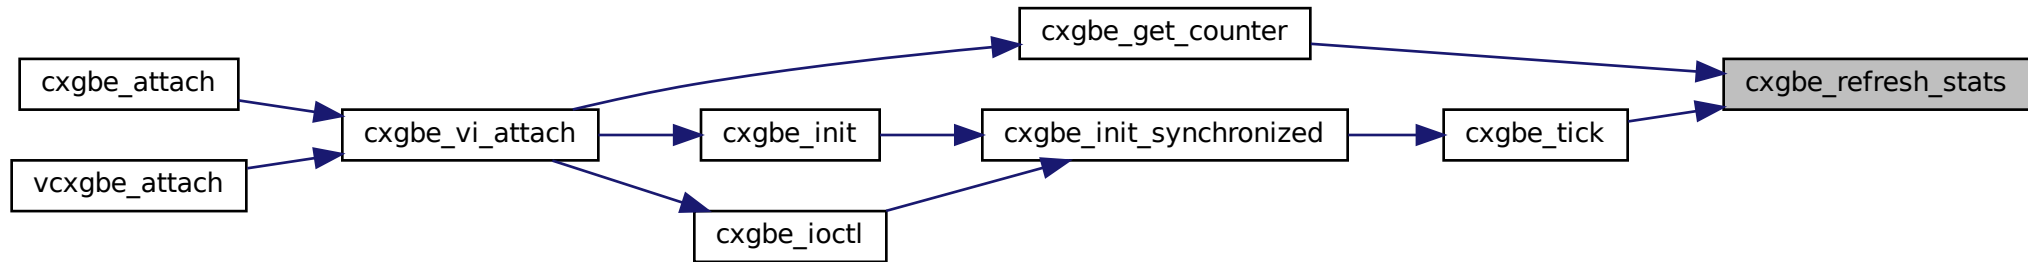 cxgbe_get_counter
cxgbe_attach
cxgbe_refresh_stats
cxgbe_vi_attach
cxgbe_init
cxgbe_init_synchronized
cxgbe_tick
vcxgbe_attach
cxgbe_ioctl